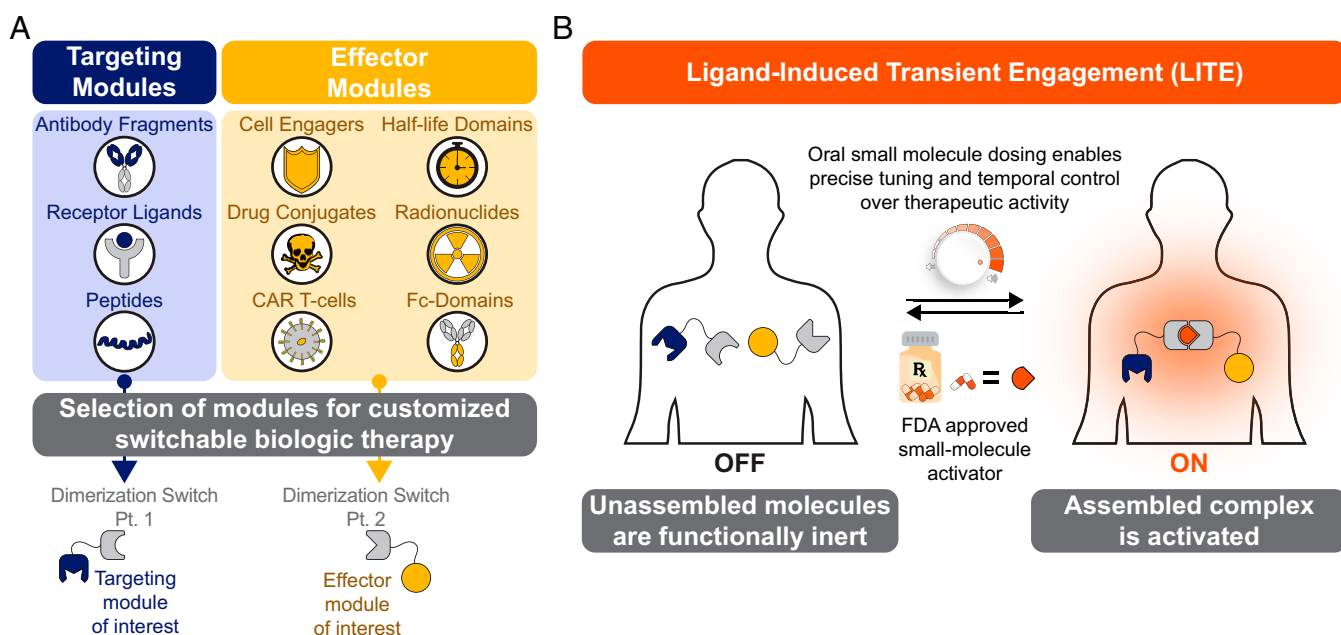 A
Targeting
Modules
Effector
Modules
Antibody Fragments
Receptor Ligands
Peptides
Cell Engagers
Half-life Domains
Drug Conjugates
Radionuclides
CAR T-cells
Fc-Domains
Selection of modules for customized
switchable biologic therapy
Dimerization Switch
Pt. 1
Targeting
module
of interest
Dimerization Switch
Pt. 2
Effector
module
of interest
B
Ligand-Induced Transient Engagement (LITE)
Oral small molecule dosing enables
precise tuning and temporal control
over therapeutic activity
Rx
=
FDA approved
small-molecule
activator
OFF
Unassembled molecules
are functionally inert
ON
Assembled complex
is activated